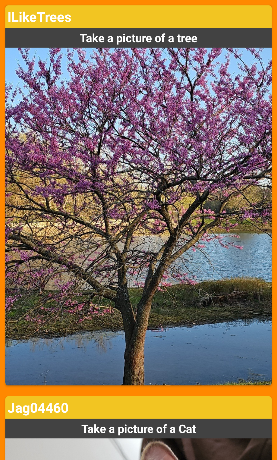 ILikeTrees
Take a picture of a tree
Jag04460
Take a picture of a Cat